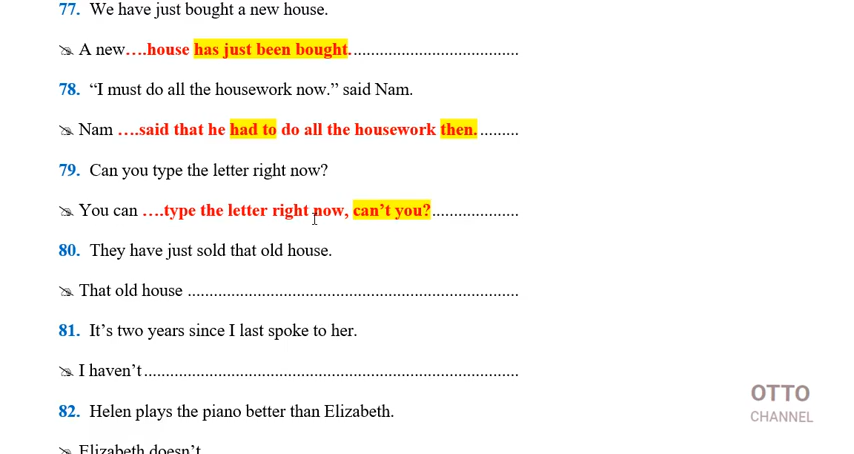 77. We have just bought a new house.
A new….house has just been bought.......................................
78. “I must do all the housework now.” said Nam.
Nam ….said that he had to do all the housework then..........
79. Can you type the letter right now?
You can ….type the letter right now, can’t you?....................
80. They have just sold that old house.
That old house ............................................................................
81. It’s two years since I last spoke to her.
I haven’t......................................................................................
82. Helen plays the piano better than Elizabeth.
Elizabeth doesn’t
OTTO
CHANNEL